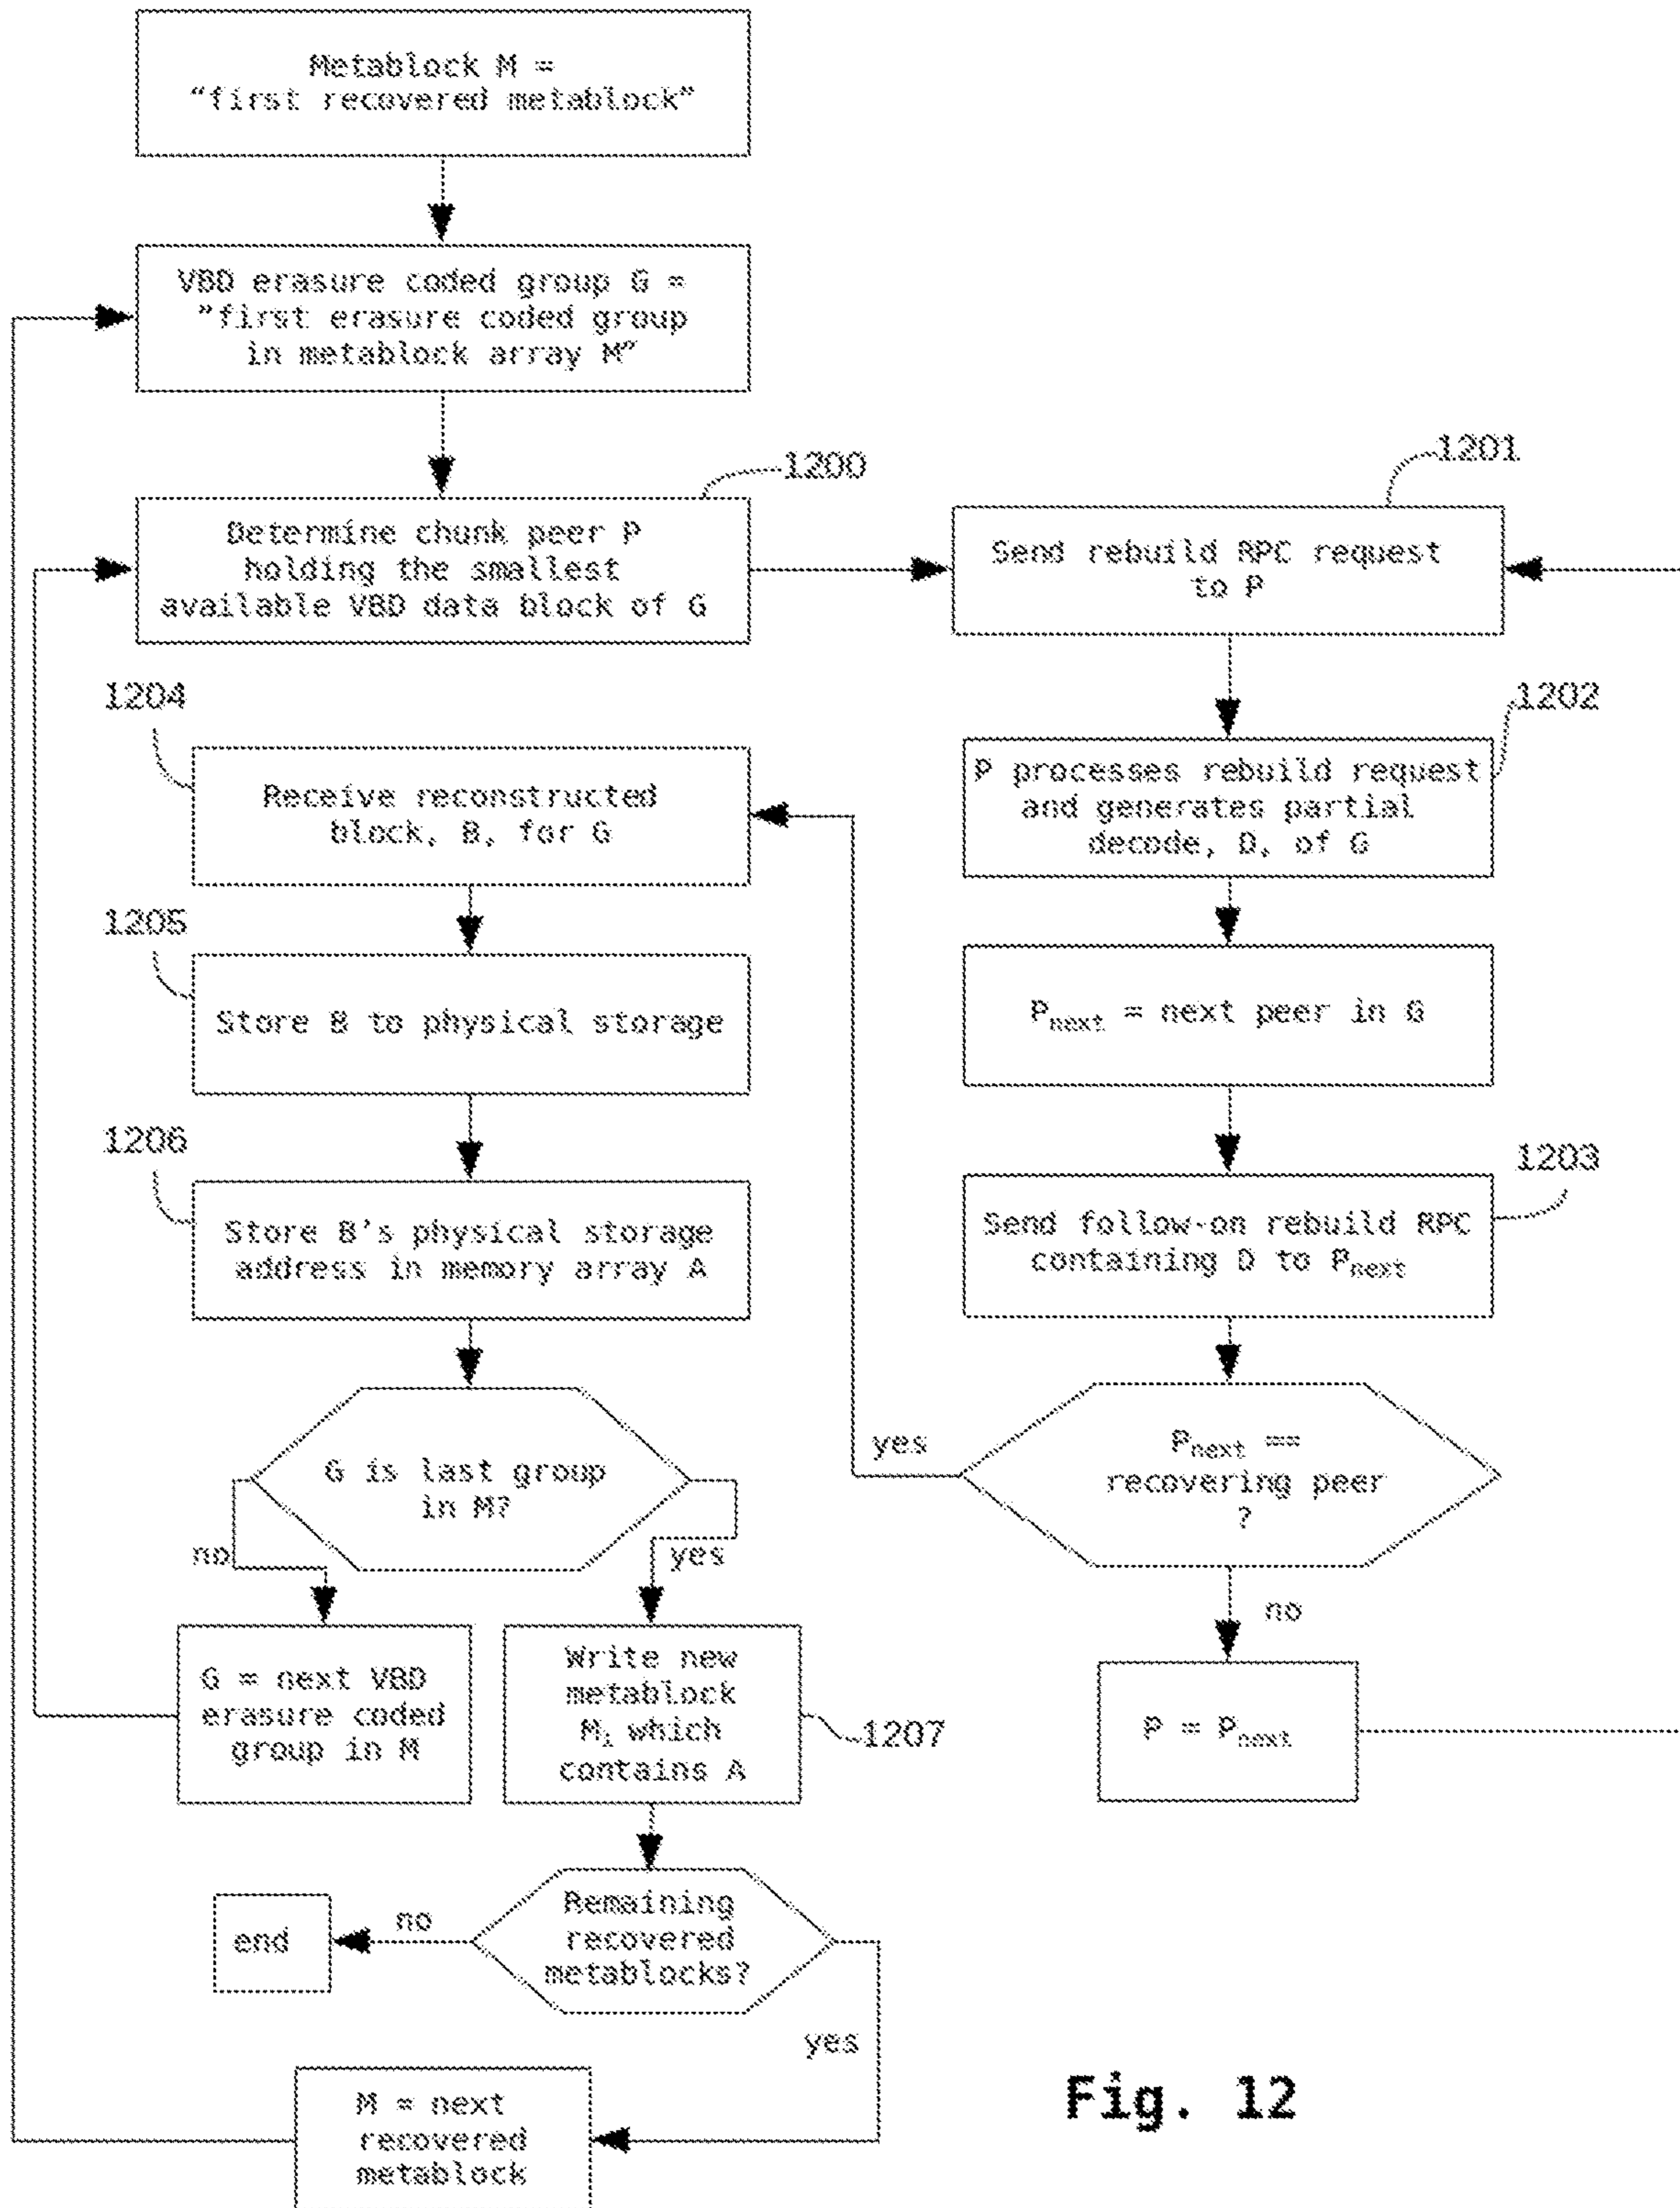 Metablock M =
“first recovered metablock”
VBD erasure coded group G =
”first erasure coded group
in metablock array M”
1200
Determine chunk peer P
holding the smallest
available VBD data block of G
1201
Send rebuild RPC request
to P
1202
P processes rebuild request
and generates partial
decode, D, of G
Pnext = next peer in G
1203
Send follow-on rebuild RPC
containing D to Pnext
Pnext ==
recovering peer
?
yes
no
P = Pnext
1204
Receive reconstructed
block, B, for G
1205
Store B to physical storage
1206
Store B’s physical storage
address in memory array A
G is last group
in M?
no
yes
G = next VBD
erasure coded
group in M
Write new
metablock
Mi which
contains A
1207
Remaining
recovered
metablocks?
no
end
yes
M = next
recovered
metablock
Fig. 12